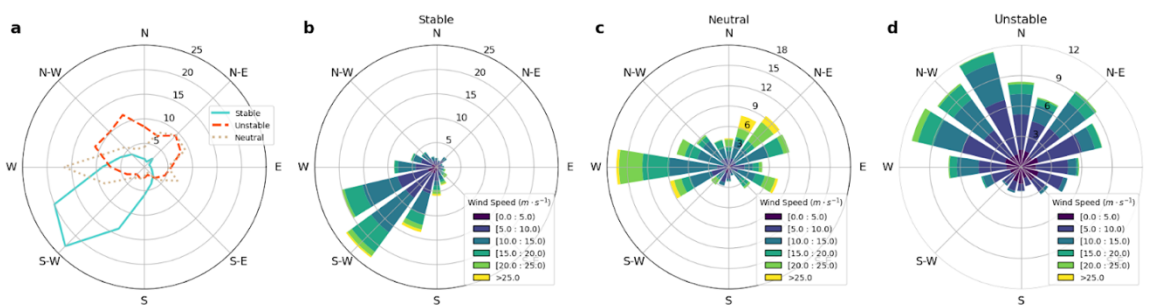 a
N
N-E
E
S-E
S
S-W
W
N-W
5
10
15
20
25
Stable
Unstable
Neutral
b
Stable
N
N-E
E
S
S-W
W
N-W
5
10
15
20
25
Wind Speed (m · s⁻¹)
[0.0 : 5.0)
[5.0 : 10.0)
[10.0 : 15.0)
[15.0 : 20.0)
[20.0 : 25.0)
>25.0
c
Neutral
N
N-E
E
S
S-W
W
N-W
3
6
9
12
15
18
Wind Speed (m · s⁻¹)
[0.0 : 5.0)
[5.0 : 10.0)
[10.0 : 15.0)
[15.0 : 20.0)
[20.0 : 25.0)
>25.0
d
Unstable
N
N-E
E
S
S-W
W
N-W
3
6
9
12
Wind Speed (m · s⁻¹)
[0.0 : 5.0)
[5.0 : 10.0)
[10.0 : 15.0)
[15.0 : 20.0)
[20.0 : 25.0)
>25.0